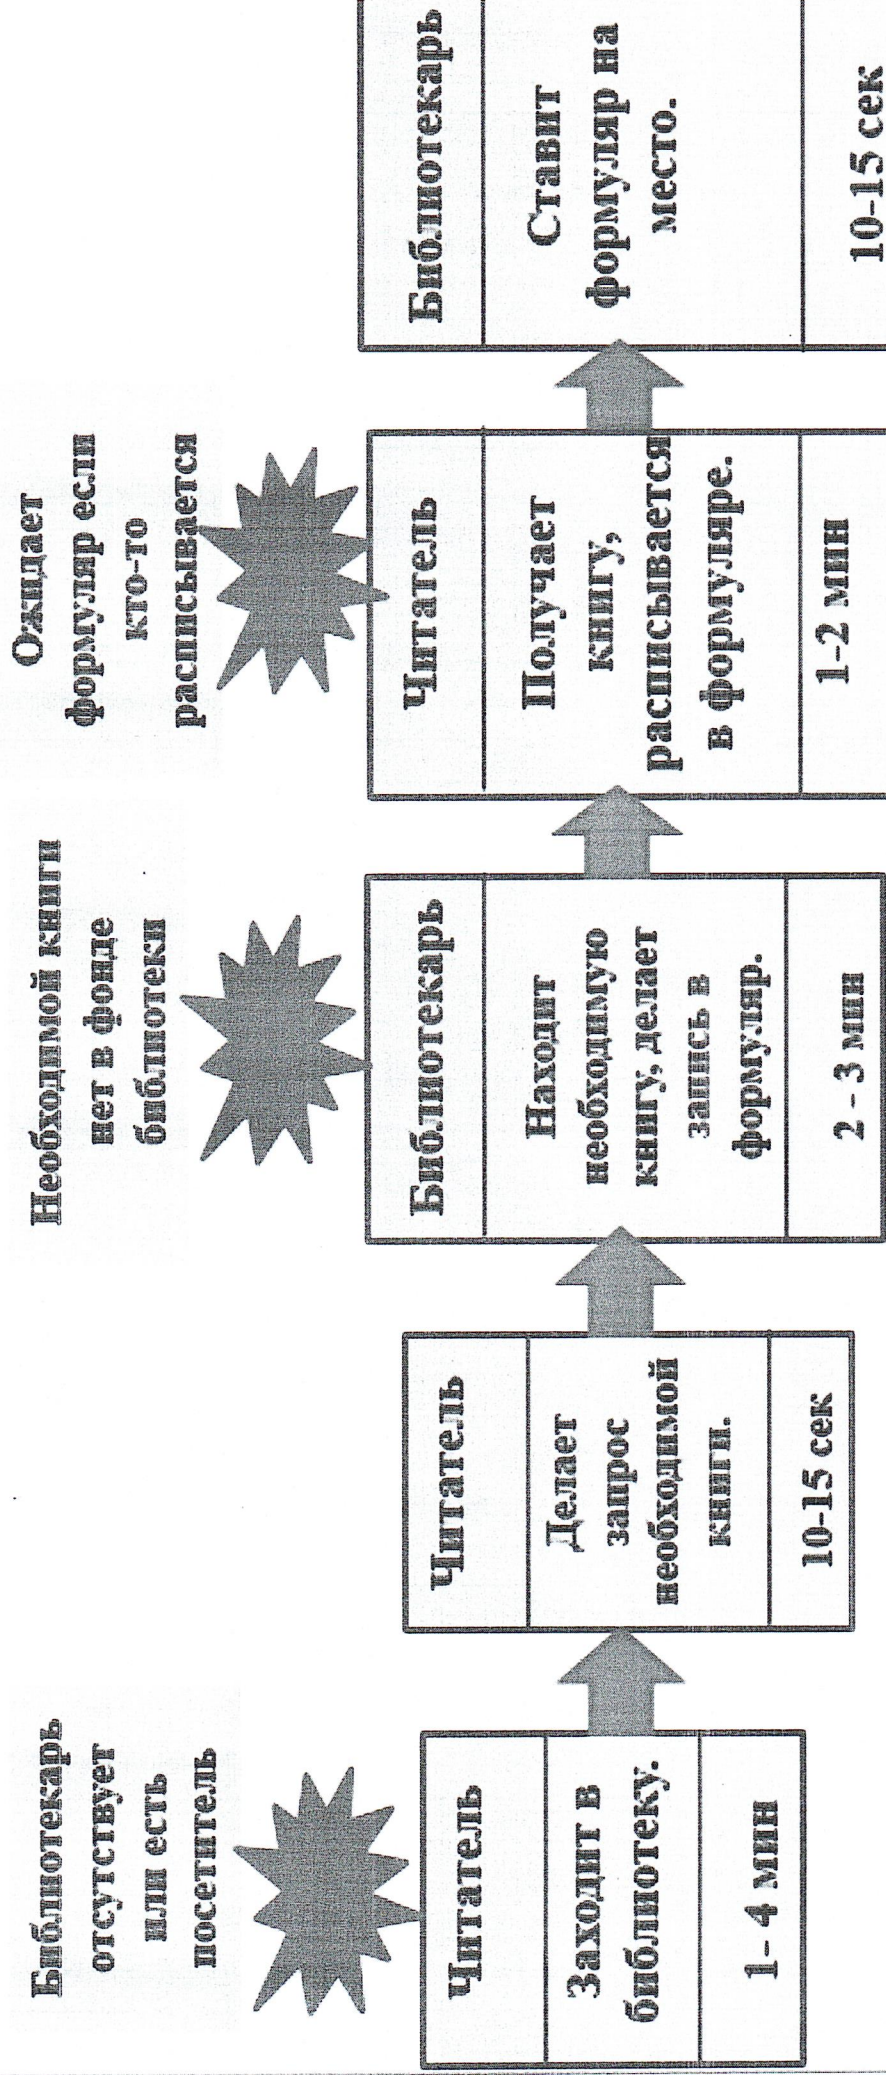 Библиотекарь
отсутствует
или есть
посетитель
Читатель
Заходит в
библиотеку.
1– 4 мин
Читатель
Делает
запрос
необходимой
книги.
10-15 сек
Необходимой книги
нет в фонде
библиотеки
Библиотекарь
Находит
необходимую
книгу, делает
запись в
формуляр.
2 - 3 мин
Ожидает
формуляр если
кто-то
расписывается
Читатель
Получает
книгу,
расписывается
в формуляре.
1–2 мин
Библиотекарь
Ставит
формуляр на
место.
10–15 сек